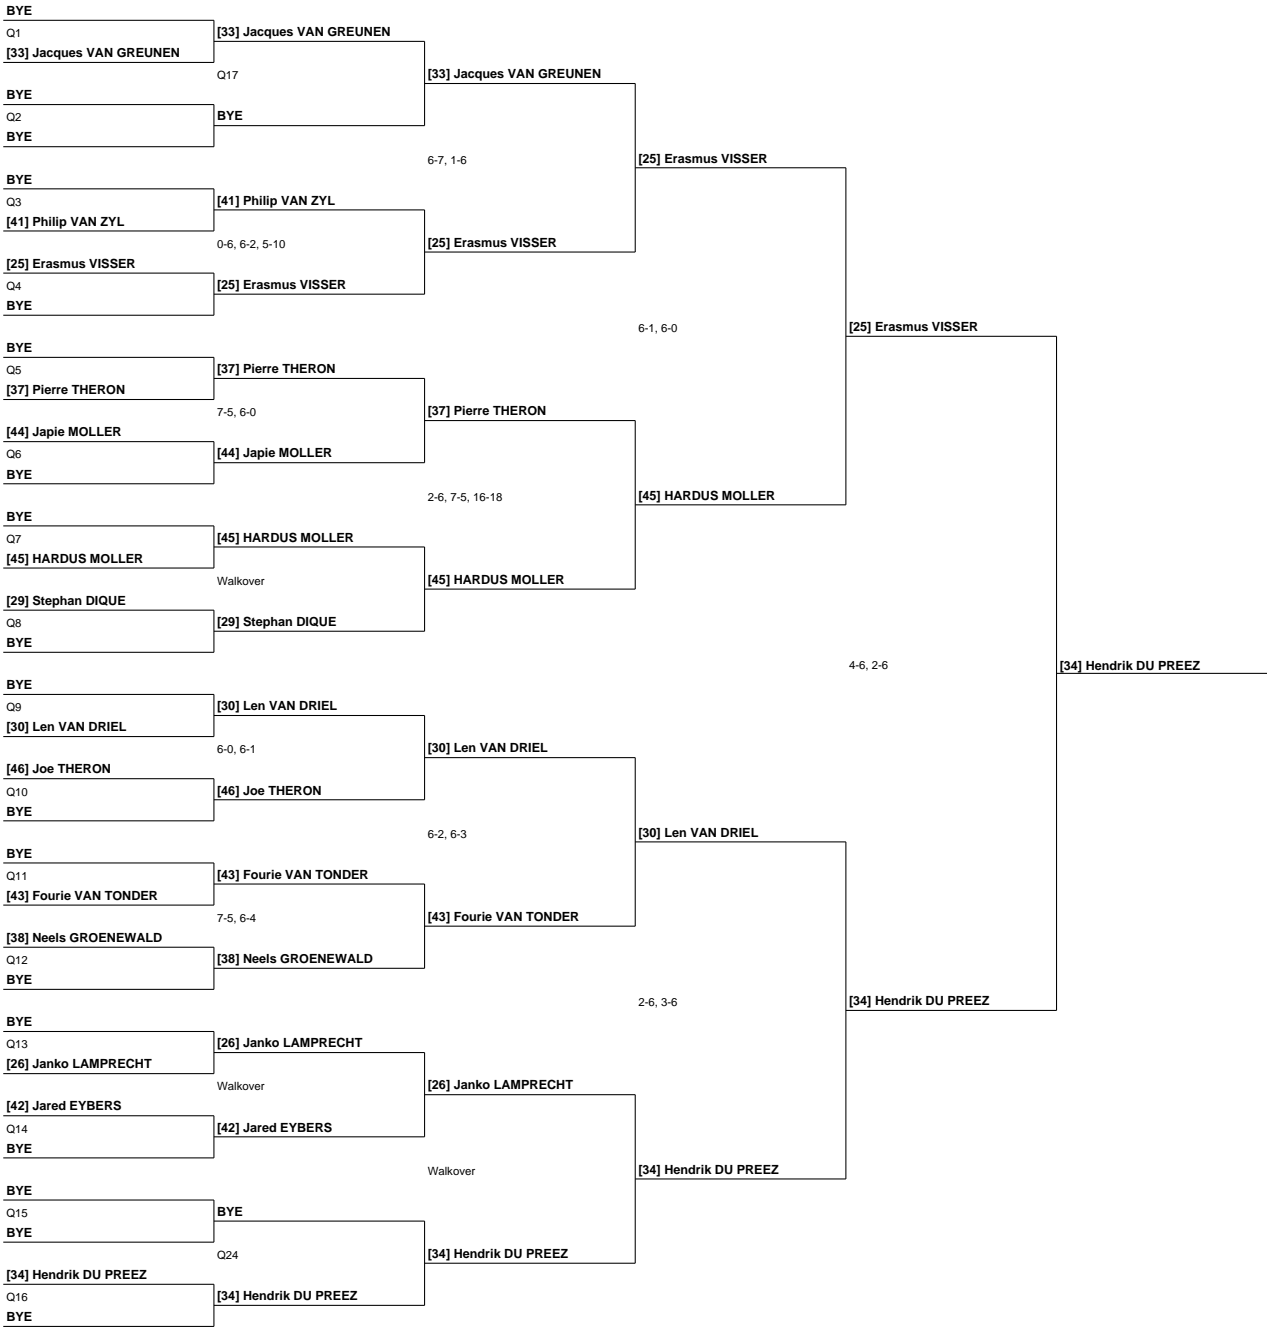 BYE
Q1
[33] Jacques VAN GREUNEN
BYE
Q2
BYE
BYE
Q3
[41] Philip VAN ZYL
[25] Erasmus VISSER
Q4
BYE
BYE
Q5
[37] Pierre THERON
[44] Japie MOLLER
Q6
BYE
BYE
Q7
[45] HARDUS MOLLER
[29] Stephan DIQUE
Q8
BYE
BYE
Q9
[30] Len VAN DRIEL
[46] Joe THERON
Q10
BYE
BYE
Q11
[43] Fourie VAN TONDER
[38] Neels GROENEWALD
Q12
BYE
BYE
Q13
[26] Janko LAMPRECHT
[42] Jared EYBERS
Q14
BYE
BYE
Q15
BYE
[34] Hendrik DU PREEZ
Q16
BYE
[33] Jacques VAN GREUNEN
Q17
BYE
[41] Philip VAN ZYL
0-6, 6-2, 5-10
[25] Erasmus VISSER
[37] Pierre THERON
7-5, 6-0
[44] Japie MOLLER
[45] HARDUS MOLLER
Walkover
[29] Stephan DIQUE
[30] Len VAN DRIEL
6-0, 6-1
[46] Joe THERON
[43] Fourie VAN TONDER
7-5, 6-4
[38] Neels GROENEWALD
[26] Janko LAMPRECHT
Walkover
[42] Jared EYBERS
BYE
Q24
[34] Hendrik DU PREEZ
[33] Jacques VAN GREUNEN
6-7, 1-6
[25] Erasmus VISSER
[37] Pierre THERON
2-6, 7-5, 16-18
[45] HARDUS MOLLER
[30] Len VAN DRIEL
6-2, 6-3
[43] Fourie VAN TONDER
[26] Janko LAMPRECHT
Walkover
[34] Hendrik DU PREEZ
[25] Erasmus VISSER
6-1, 6-0
[45] HARDUS MOLLER
[30] Len VAN DRIEL
2-6, 3-6
[34] Hendrik DU PREEZ
[25] Erasmus VISSER
4-6, 2-6
[34] Hendrik DU PREEZ
[34] Hendrik DU PREEZ